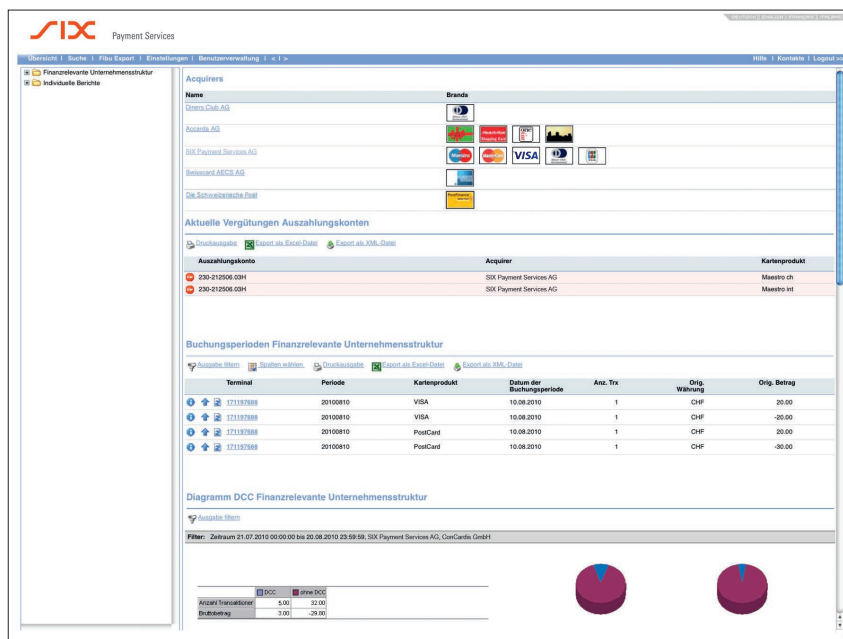 DEUTSCH | ENGLISH | FRANÇAIS | ITALIANO
SIX Payment Services
Übersicht | Suche | Fibu Export | Einstellungen | Benutzerverwaltung | < | >
Hilfe | Kontakte | Logout >>
Finanzrelevante Unternehmensstruktur
Individuelle Berichte
Acquirers
Name Brands
Diners Club AG
Accarda AG
SIX Payment Services AG
Maestro MasterCard VISA
Swisscard AECS AG
Die Schweizerische Post
PostFinance
Aktuelle Vergütungen Auszahlungskonten
Druckausgabe Export als Excel-Datei Export als XML-Datei
Auszahlungskonto Acquirer Kartenprodukt
230-212506.03H SIX Payment Services AG Maestro ch
230-212506.03H SIX Payment Services AG Maestro int
Buchungsperioden Finanzrelevante Unternehmensstruktur
Ausgabe filtern Spalten wählen Druckausgabe Export als Excel-Datei Export als XML-Datei
Terminal Periode Kartenprodukt Datum der Buchungsperiode Anz. Trx Orig. Währung Orig. Betrag
171197688 20100810 VISA 10.08.2010 1 CHF 20.00
171197688 20100810 VISA 10.08.2010 1 CHF -20.00
171197688 20100810 PostCard 10.08.2010 1 CHF 20.00
171197688 20100810 PostCard 10.08.2010 1 CHF -30.00
Diagramm DCC Finanzrelevante Unternehmensstruktur
Ausgabe filtern
Filter: Zeitraum 21.07.2010 00:00:00 bis 20.08.2010 23:59:59, SIX Payment Services AG, ConCardis GmbH
DCC ohne DCC
Anzahl Transaktionen 5.00 32.00
Bruttobetrag 3.00 -29.80